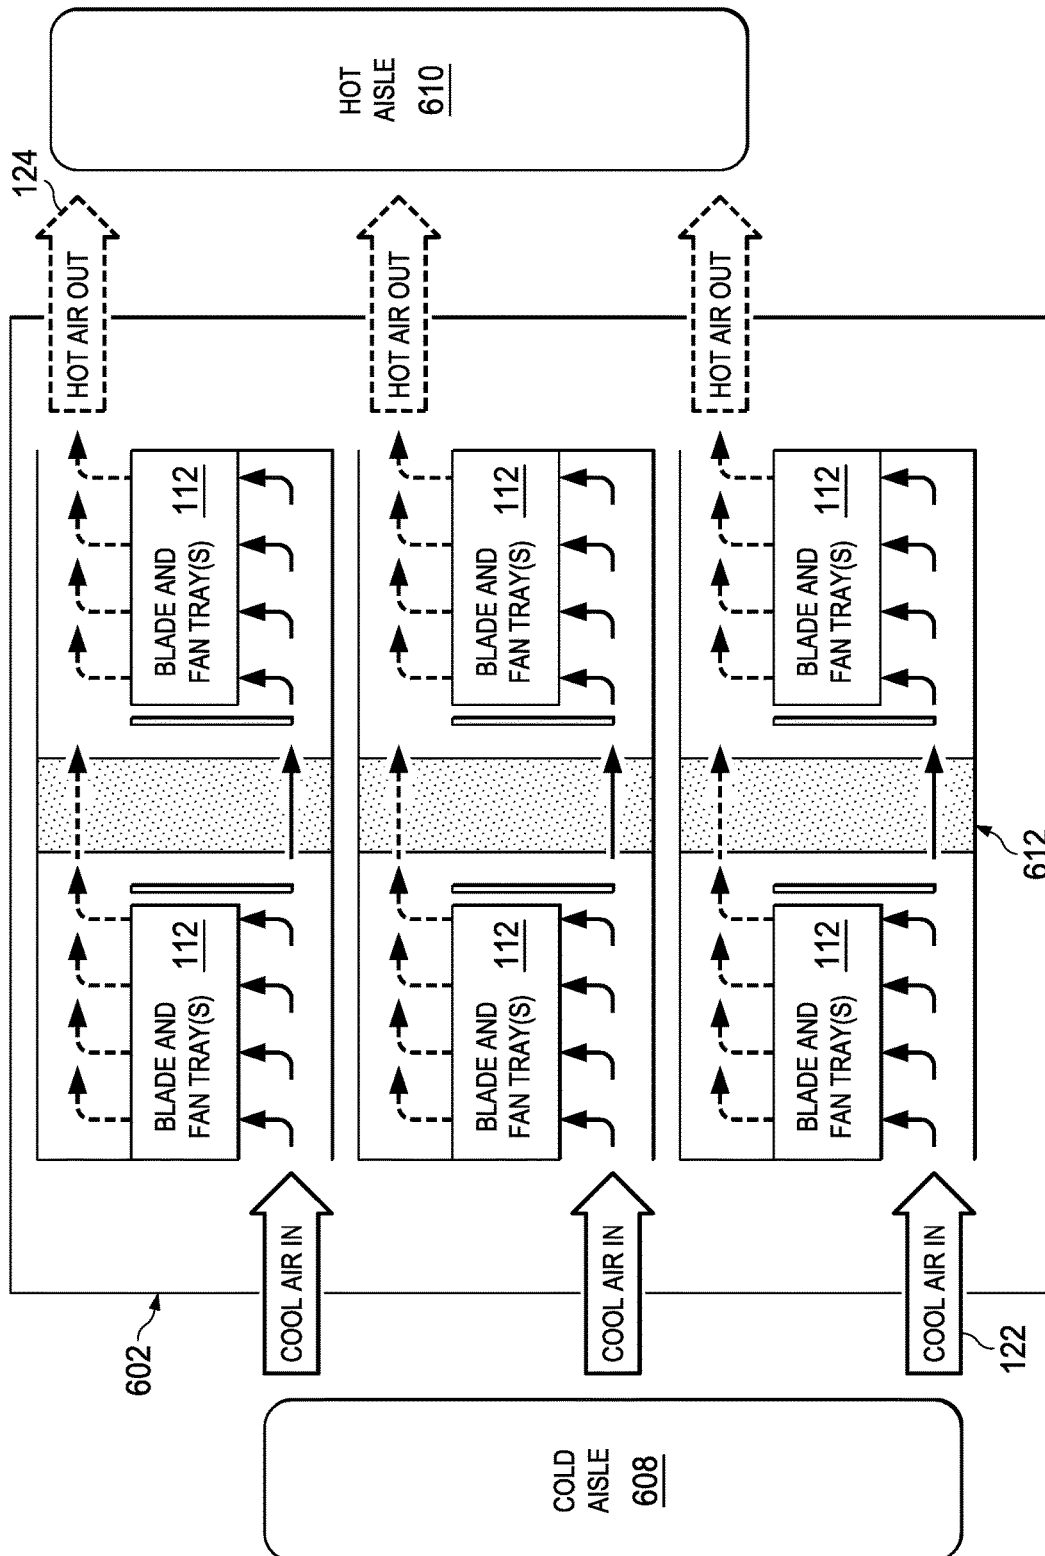 HOT
AISLE
610
124
HOT AIR OUT
HOT AIR OUT
HOT AIR OUT
BLADE AND
FAN TRAY(S)
112
BLADE AND
FAN TRAY(S)
112
BLADE AND
FAN TRAY(S)
112
BLADE AND
FAN TRAY(S)
112
BLADE AND
FAN TRAY(S)
112
BLADE AND
FAN TRAY(S)
112
612
602
COOL AIR IN
COOL AIR IN
COOL AIR IN
122
COLD
AISLE
608